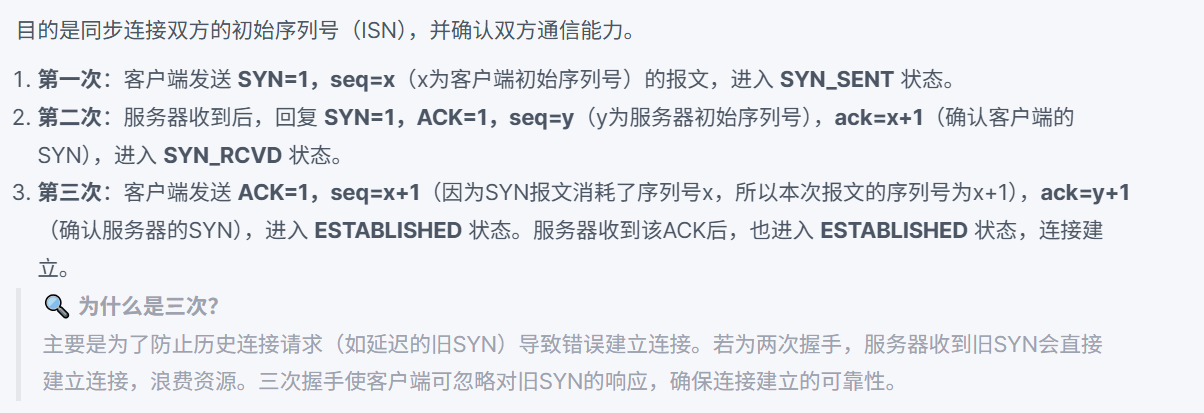 目的是同步连接双方的初始序列号（ISN），并确认双方通信能力。
1. 第一次：客户端发送 SYN=1，seq=x（x为客户端初始序列号）的报文，进入 SYN_SENT 状态。
2. 第二次：服务器收到后，回复 SYN=1，ACK=1，seq=y（y为服务器初始序列号），ack=x+1（确认客户端的
SYN），进入 SYN_RCVD 状态。
3. 第三次：客户端发送 ACK=1，seq=x+1（因为SYN报文消耗了序列号x，所以本次报文的序列号为x+1），ack=y+1
（确认服务器的SYN），进入 ESTABLISHED 状态。服务器收到该ACK后，也进入 ESTABLISHED 状态，连接建
立。
🔍 为什么是三次？
主要是为了防止历史连接请求（如延迟的旧SYN）导致错误建立连接。若为两次握手，服务器收到旧SYN会直接
建立连接，浪费资源。三次握手使客户端可忽略对旧SYN的响应，确保连接建立的可靠性。